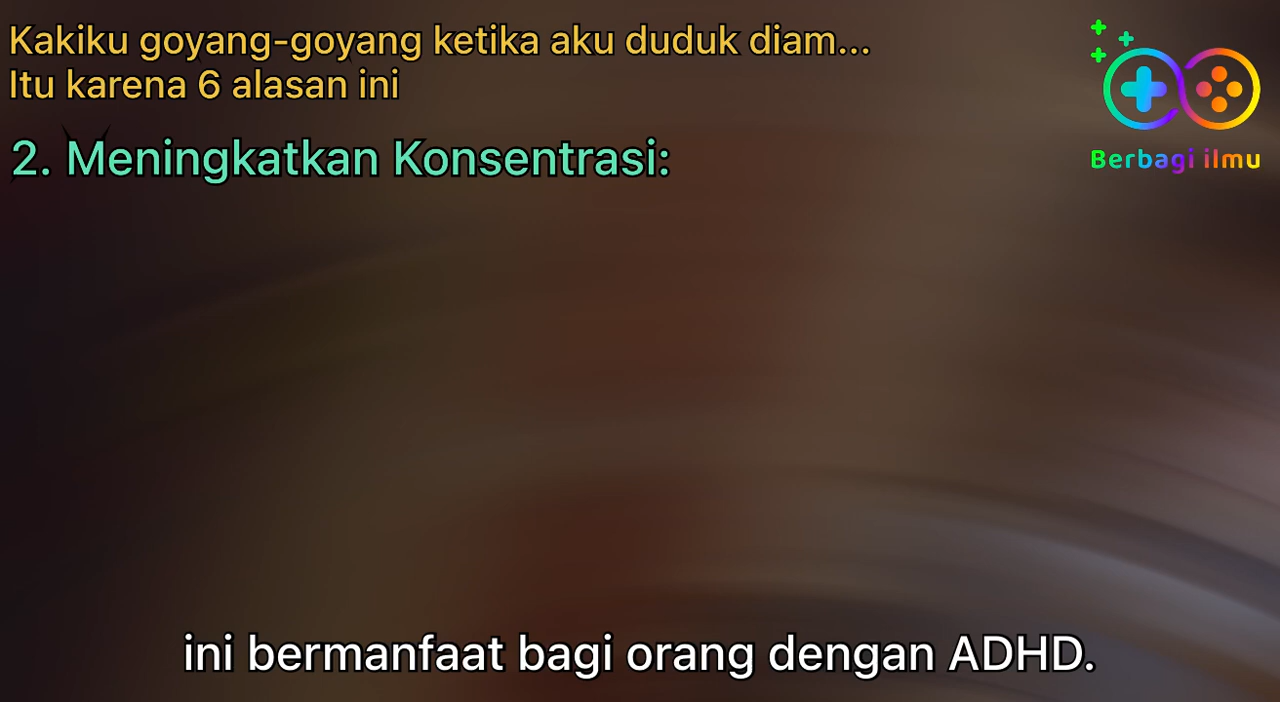 Kakiku goyang-goyang ketika aku duduk diam...
Itu karena 6 alasan ini
Berbagi ilmu
2. Meningkatkan Konsentrasi:
ini bermanfaat bagi orang dengan ADHD.